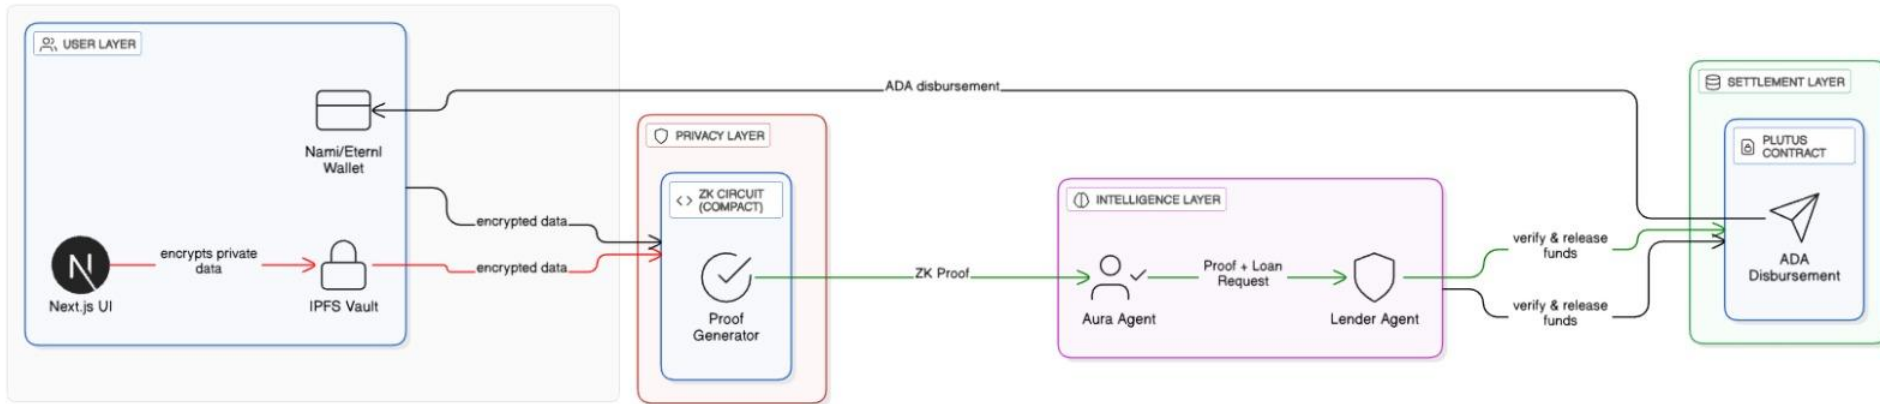 USER LAYER
Nami/Eternl
Wallet
Next.js UI
encrypts private
data
IPFS Vault
encrypted data
encrypted data
ADA disbursement
PRIVACY LAYER
ZK CIRCUIT
(COMPACT)
Proof
Generator
ZK Proof
INTELLIGENCE LAYER
Aura Agent
Proof + Loan
Request
Lender Agent
verify & release
funds
verify & release
funds
SETTLEMENT LAYER
PLUTUS
CONTRACT
ADA
Disbursement